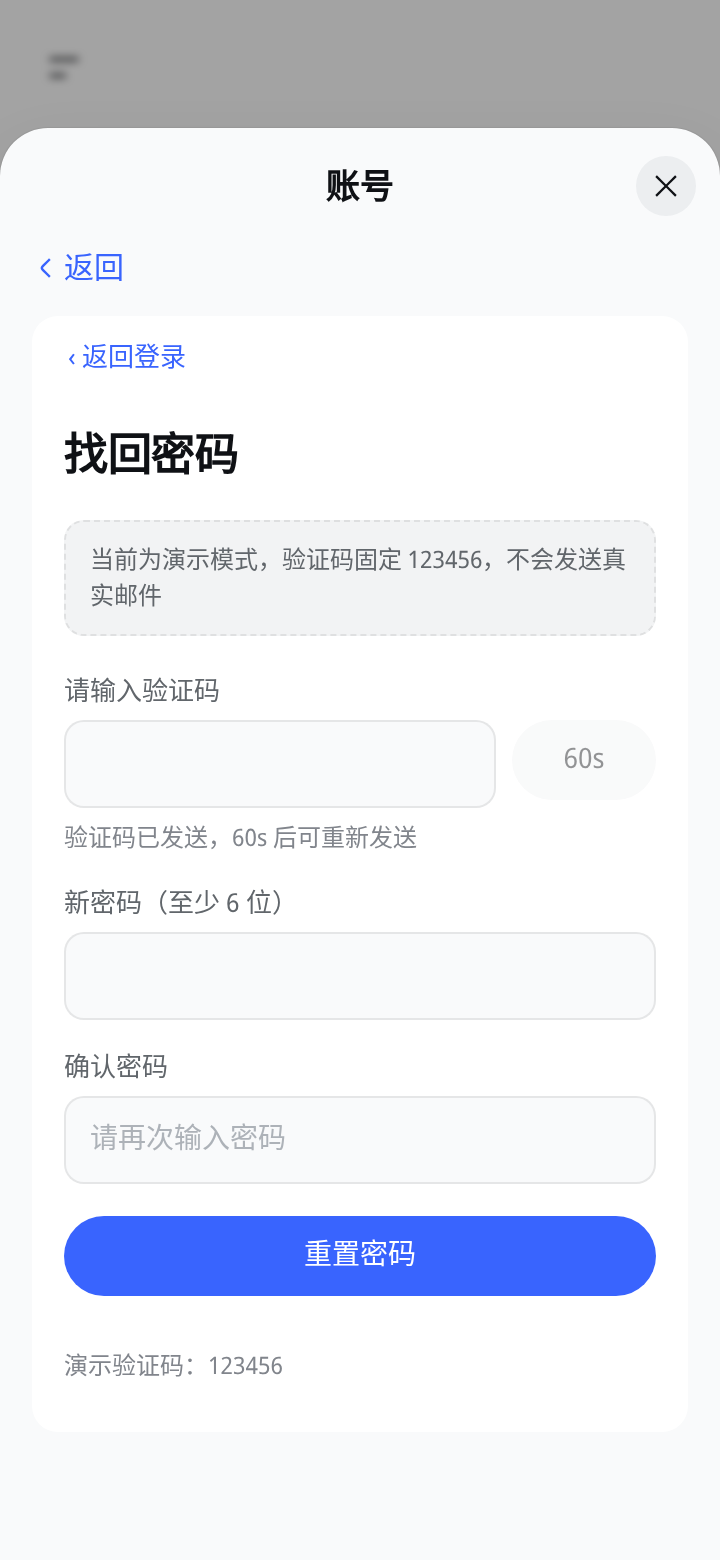 账号
返回
‹ 返回登录
找回密码
当前为演示模式，验证码固定 123456，不会发送真
实邮件
请输入验证码
60s
验证码已发送，60s 后可重新发送
新密码（至少 6 位）
确认密码
请再次输入密码
重置密码
演示验证码：123456